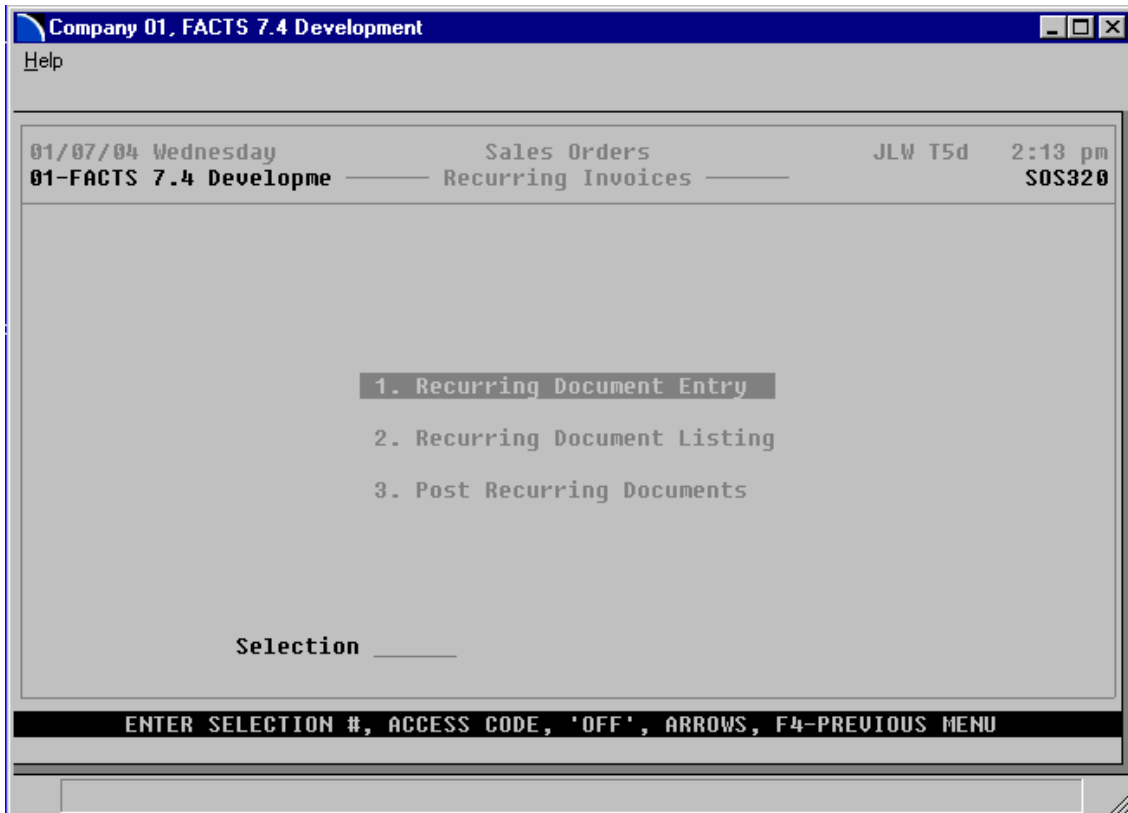 Company 01, FACTS 7.4 Development
Help
01/07/04 Wednesday Sales Orders JLW T5d 2:13 pm
01-FACTS 7.4 Developme Recurring Invoices SOS320
1. Recurring Document Entry
2. Recurring Document Listing
3. Post Recurring Documents
Selection ______
ENTER SELECTION #, ACCESS CODE, 'OFF', ARROWS, F4-PREVIOUS MENU